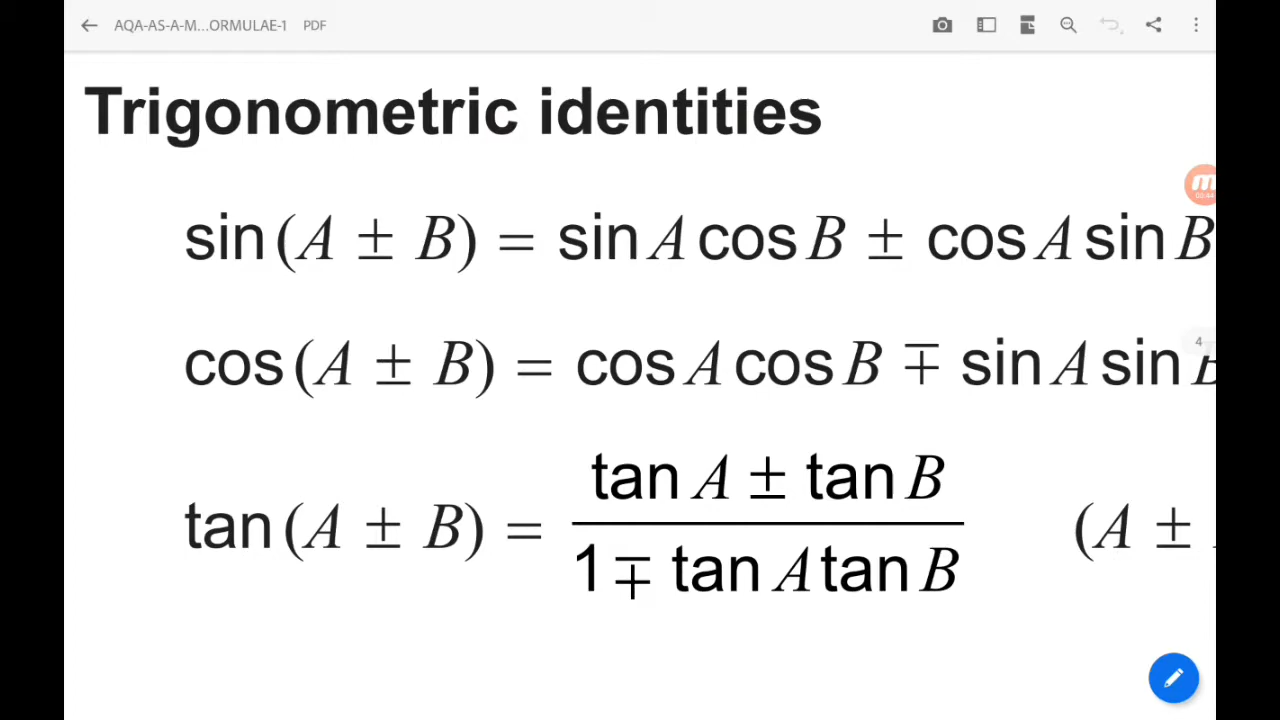 AQA-AS-A-M...ORMULAE-1 PDF
Trigonometric identities
sin(A ± B) = sin A cos B ± cos A sin B
cos(A ± B) = cos A cos B ∓ sin A sin B
tan A ± tan B
tan(A ± B) = (A ±
1 ∓ tan A tan B
4